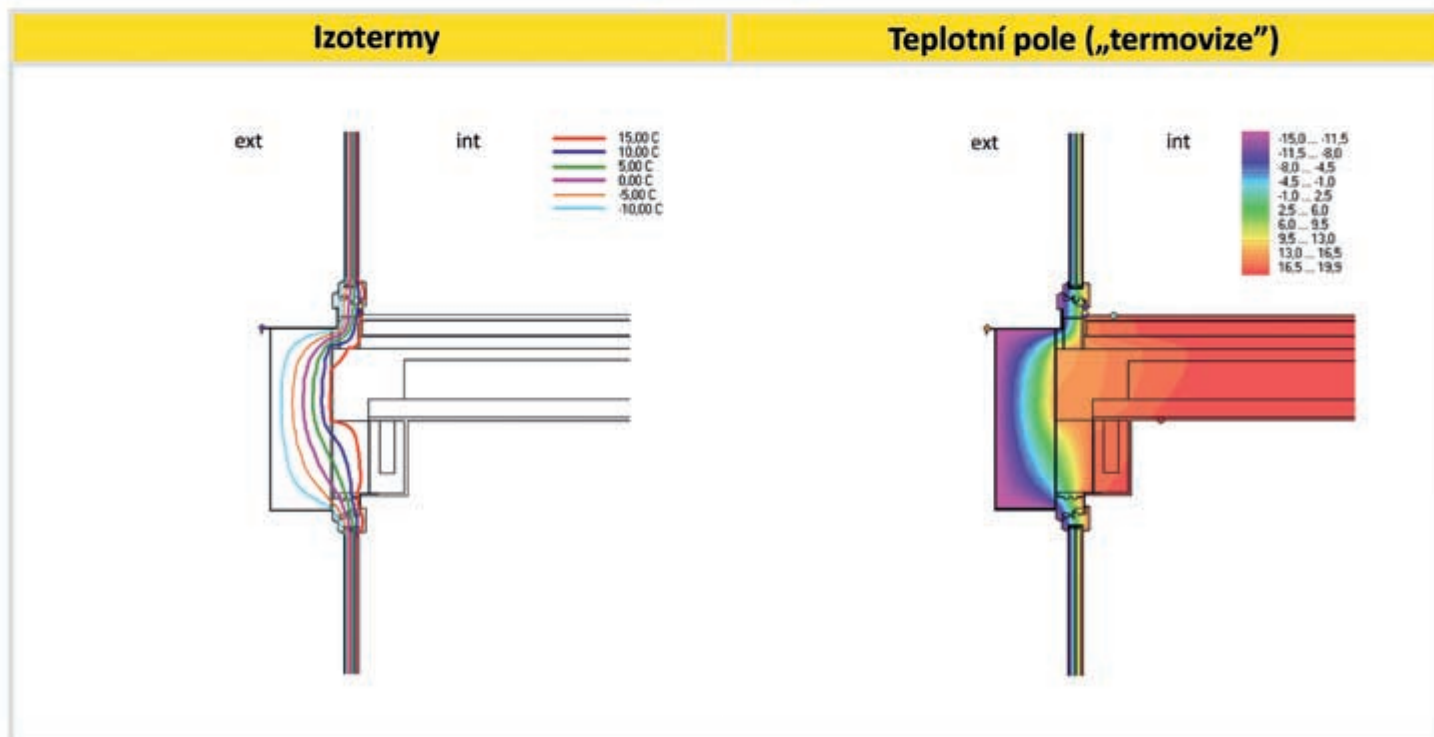 Izotermy
Teplotní pole („termovize”)
ext
int
15,00 C
10,00 C
5,00 C
0,00 C
-5,00 C
-10,00 C
ext
int
-15,0 ... -11,5
-11,5 ... -8,0
-8,0 ... -4,5
-4,5 ... -1,0
-1,0 ... 2,5
2,5 ... 6,0
6,0 ... 9,5
9,5 ... 13,0
13,0 ... 16,5
16,5 ... 19,9